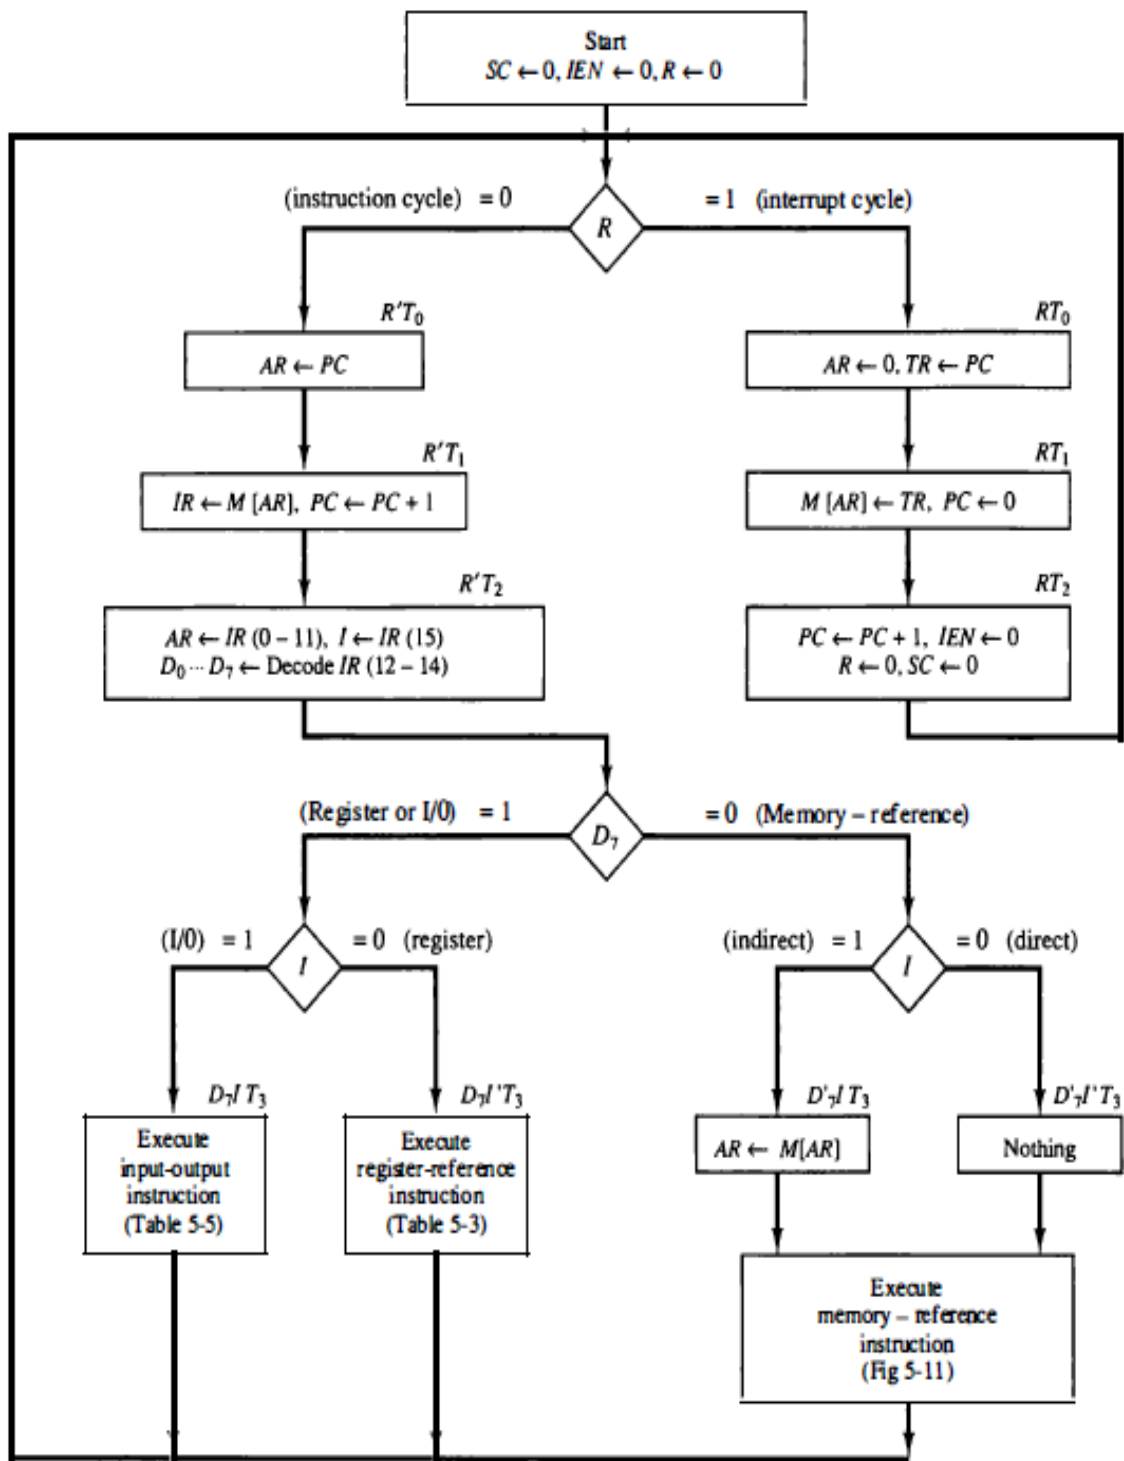 Start
SC ← 0, IEN ← 0, R ← 0
(instruction cycle) = 0
= 1 (interrupt cycle)
R
R'T₀
RT₀
AR ← PC
AR ← 0, TR ← PC
R'T₁
RT₁
IR ← M [AR], PC ← PC + 1
M [AR] ← TR, PC ← 0
R'T₂
RT₂
AR ← IR (0 – 11), I ← IR (15)
D₀ ··· D₇ ← Decode IR (12 – 14)
PC ← PC + 1, IEN ← 0
R ← 0, SC ← 0
(Register or I/0) = 1
= 0 (Memory – reference)
D₇
(I/0) = 1
= 0 (register)
(indirect) = 1
= 0 (direct)
I
I
D₇I T₃
D₇I 'T₃
D'₇I T₃
D'₇I' T₃
Execute
input-output
instruction
(Table 5-5)
Execute
register-reference
instruction
(Table 5-3)
AR ← M[AR]
Nothing
Execute
memory – reference
instruction
(Fig 5-11)